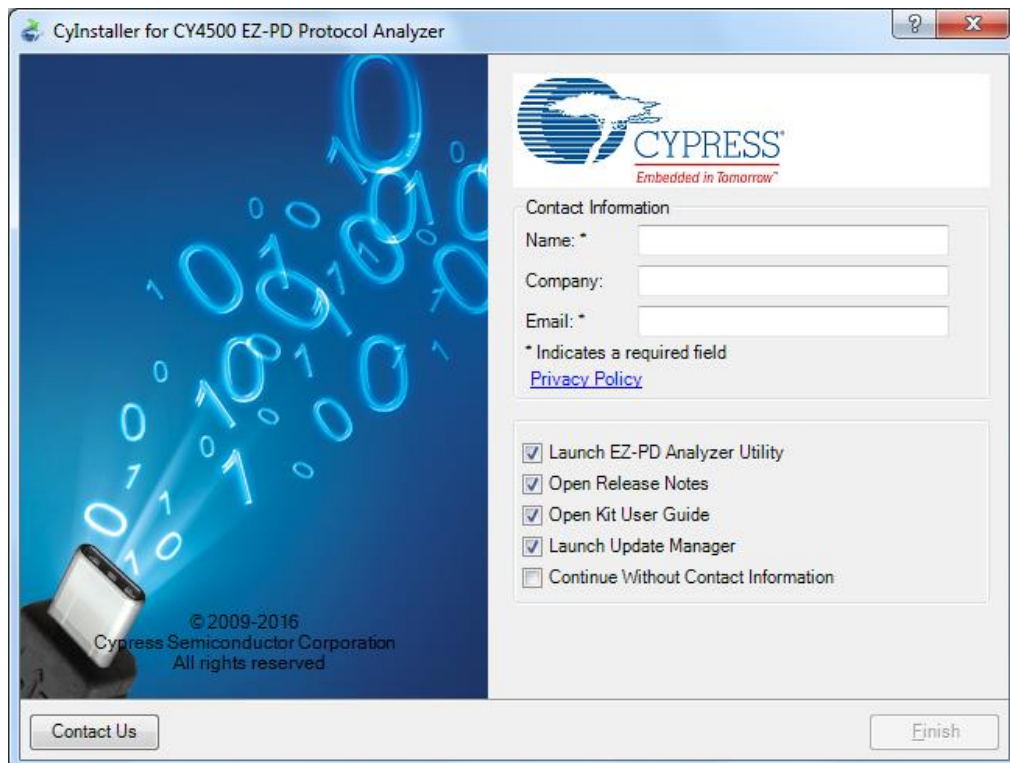 CyInstaller for CY4500 EZ-PD Protocol Analyzer
CYPRESS®
Embedded in Tomorrow™
Contact Information
Name: *
Company:
Email: *
* Indicates a required field
Privacy Policy
Launch EZ-PD Analyzer Utility
Open Release Notes
Open Kit User Guide
Launch Update Manager
Continue Without Contact Information
© 2009-2016
Cypress Semiconductor Corporation
All rights reserved
Contact Us
Finish